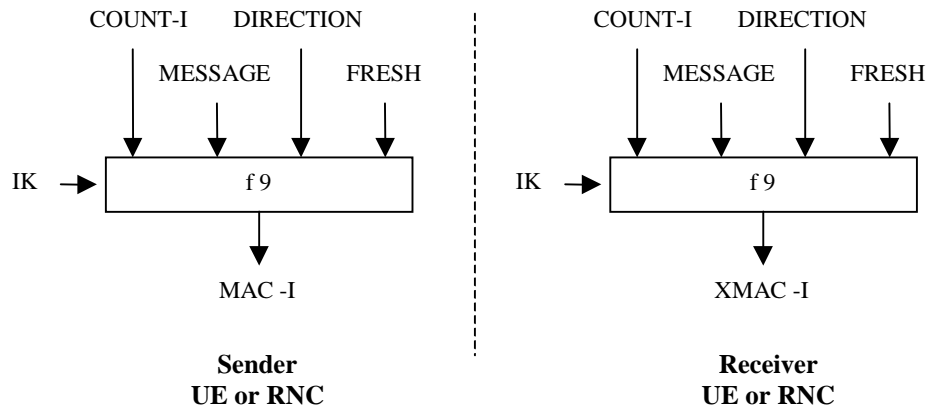 COUNT-I DIRECTION COUNT-I DIRECTION
MESSAGE FRESH MESSAGE FRESH
IK f 9 IK f 9
MAC -I XMAC -I
Sender Receiver
UE or RNC UE or RNC